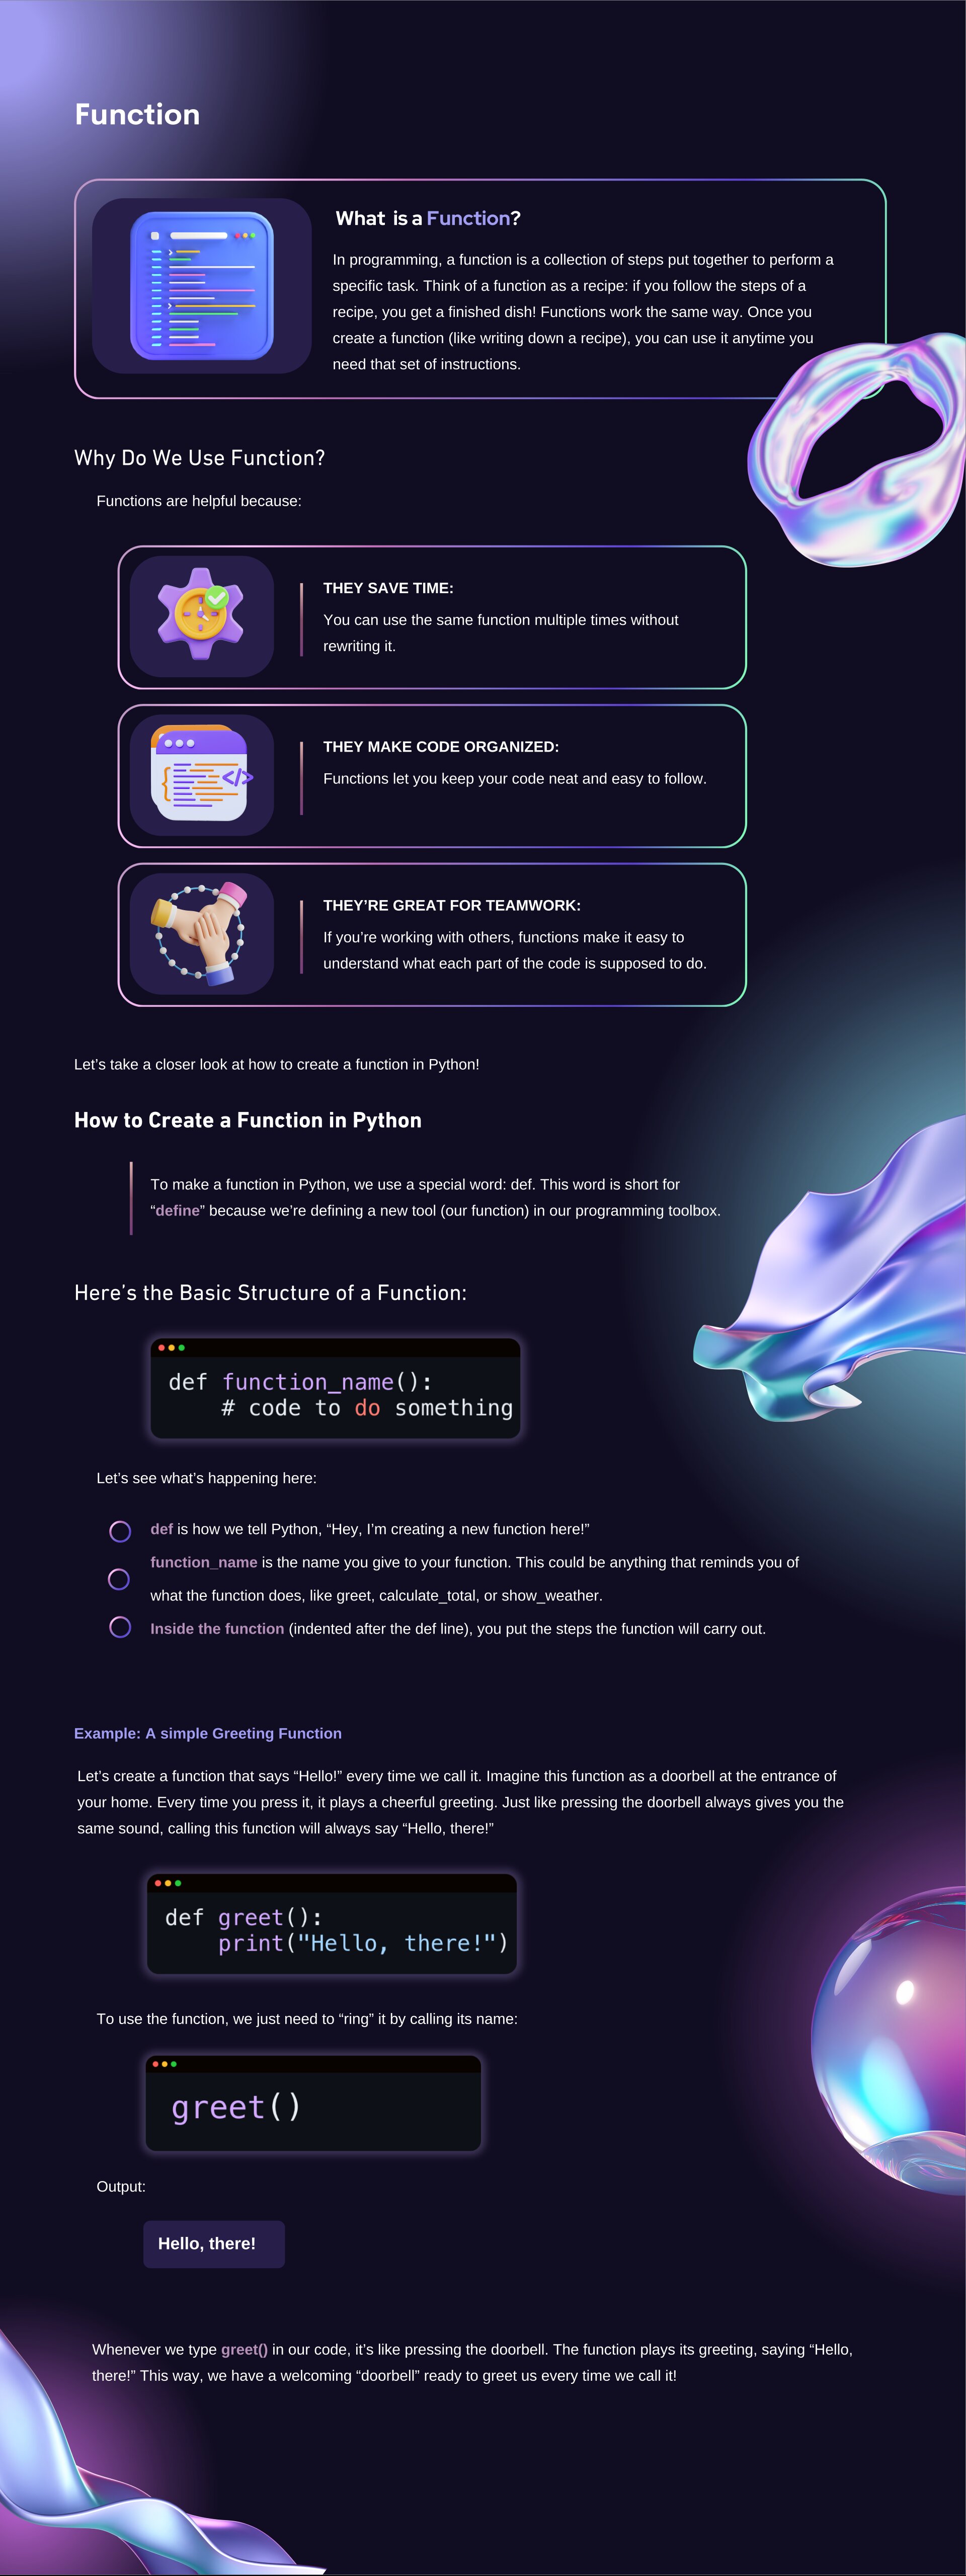 Function
What is a Function?
In programming, a function is a collection of steps put together to perform a
specific task. Think of a function as a recipe: if you follow the steps of a
recipe, you get a finished dish! Functions work the same way. Once you
create a function (like writing down a recipe), you can use it anytime you
need that set of instructions.
Why Do We Use Function?
Functions are helpful because:
THEY SAVE TIME:
You can use the same function multiple times without
rewriting it.
THEY MAKE CODE ORGANIZED:
Functions let you keep your code neat and easy to follow.
</>
THEY’RE GREAT FOR TEAMWORK:
If you’re working with others, functions make it easy to
understand what each part of the code is supposed to do.
Let’s take a closer look at how to create a function in Python!
How to Create a Function in Python
To make a function in Python, we use a special word: def. This word is short for
“define” because we’re defining a new tool (our function) in our programming toolbox.
Here’s the Basic Structure of a Function:
def function_name():
# code to do something
Let’s see what’s happening here:
def is how we tell Python, “Hey, I’m creating a new function here!”
function_name is the name you give to your function. This could be anything that reminds you of
what the function does, like greet, calculate_total, or show_weather.
Inside the function (indented after the def line), you put the steps the function will carry out.
Example: A simple Greeting Function
Let’s create a function that says “Hello!” every time we call it. Imagine this function as a doorbell at the entrance of
your home. Every time you press it, it plays a cheerful greeting. Just like pressing the doorbell always gives you the
same sound, calling this function will always say “Hello, there!”
def greet():
print("Hello, there!")
To use the function, we just need to “ring” it by calling its name:
greet()
Output:
Hello, there!
Whenever we type greet() in our code, it’s like pressing the doorbell. The function plays its greeting, saying “Hello,
there!” This way, we have a welcoming “doorbell” ready to greet us every time we call it!